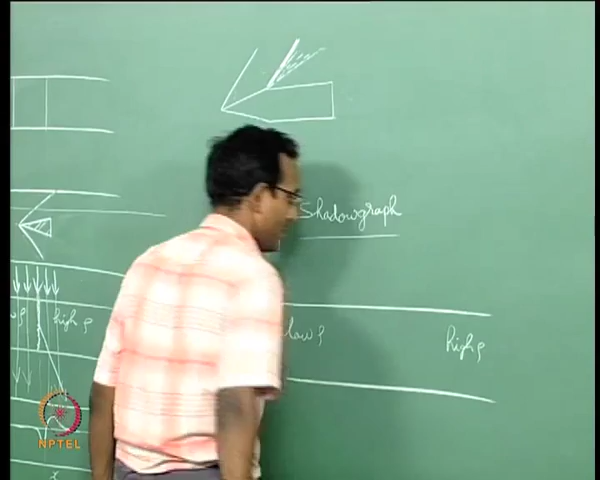 Shadowgraph
high ρ
low ρ
high ρ
NPTEL
x